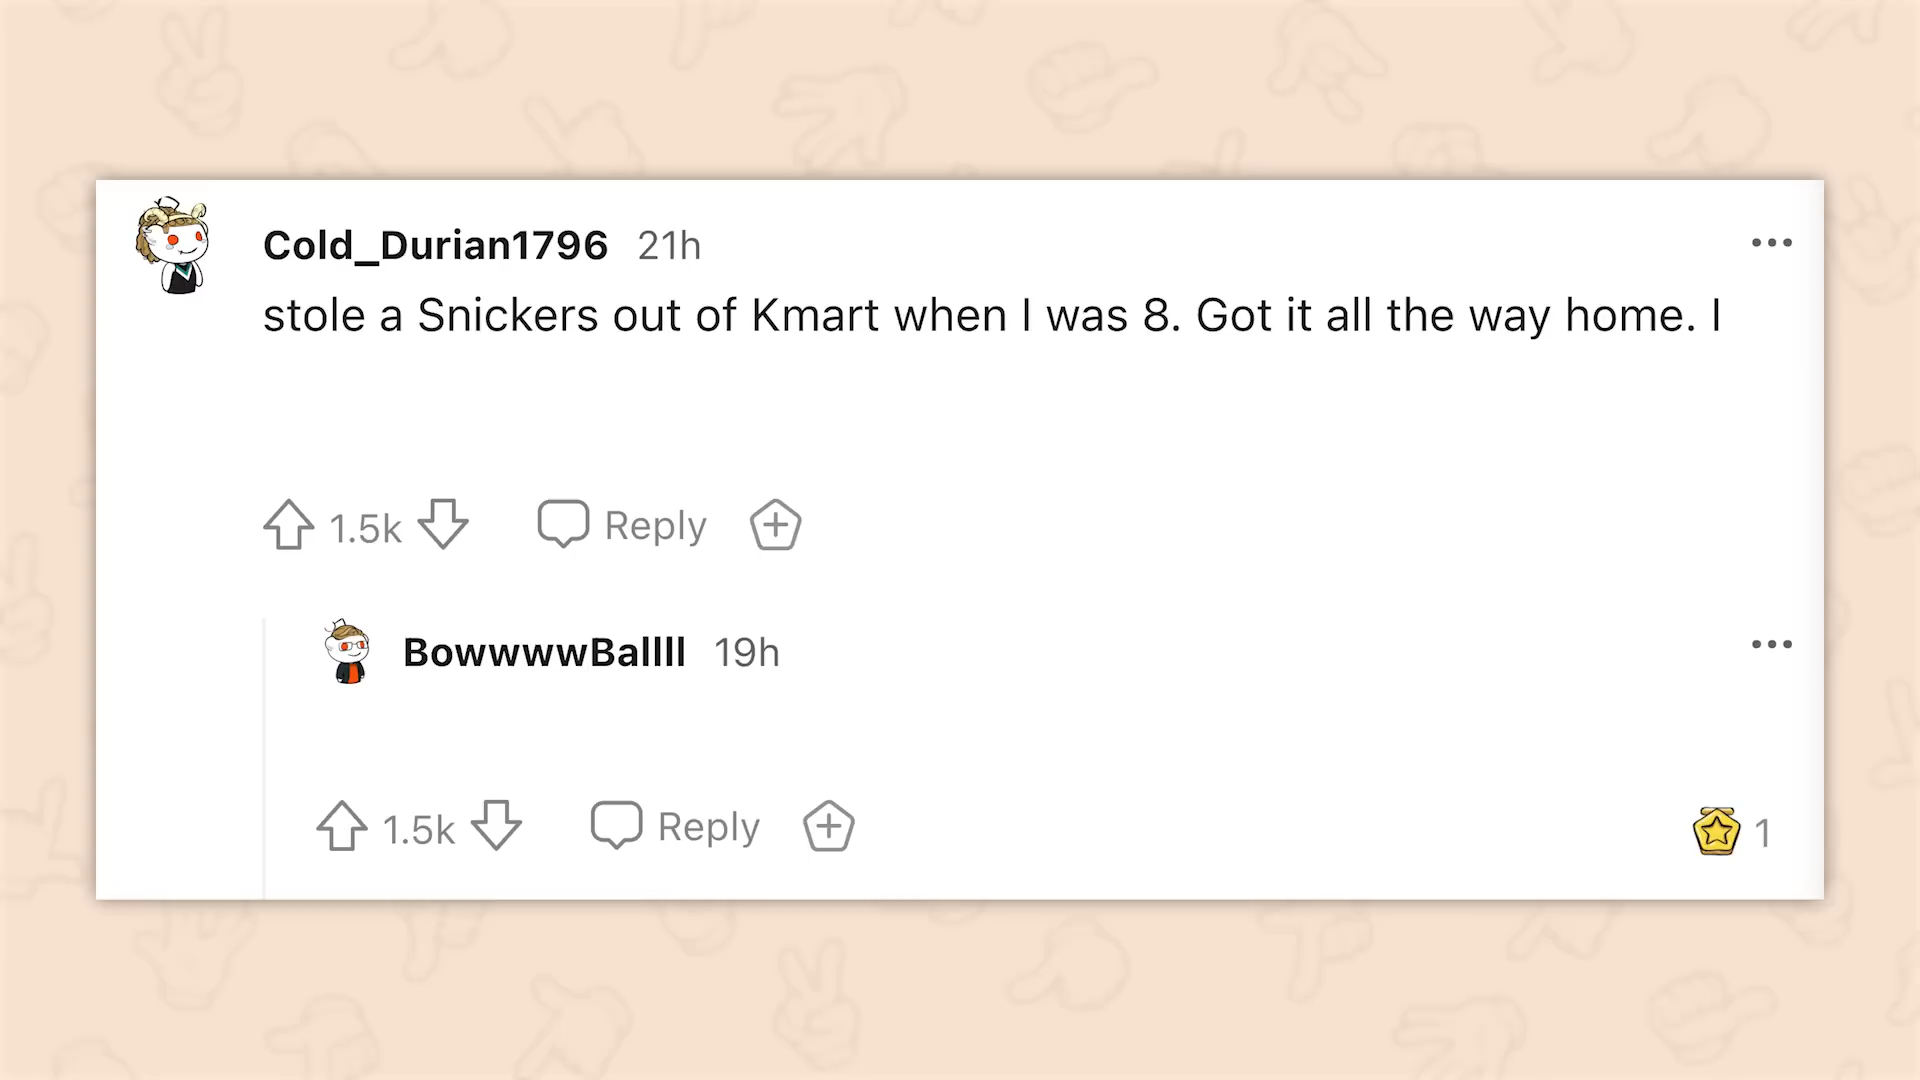 Cold_Durian1796 21h
stole a Snickers out of Kmart when I was 8. Got it all the way home. I
1.5k Reply
BowwwwBallll 19h
1.5k Reply 1